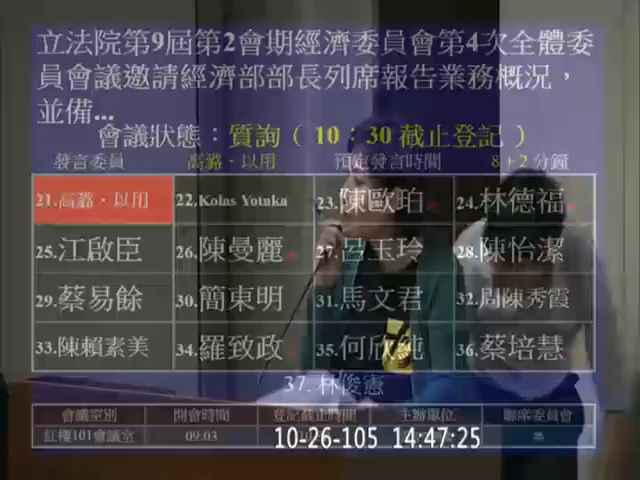 立法院第9屆第2會期經濟委員會第4次全體委
員會議邀請經濟部部長列席報告業務概況，
並備...
會議狀態：質詢（10：30 截止登記）
發言委員 高潞．以用 預定發言時間 8+2 分鐘
21.高潞．以用 22.Kolas Yotaka 23.陳歐珀 24.林德福
25.江啟臣 26.陳曼麗 27.呂玉玲 28.陳怡潔
29.蔡易餘 30.簡東明 31.馬文君 32.周陳秀霞
33.陳賴素美 34.羅致政 35.何欣純 36.蔡培慧
37.林俊憲
會議室別 開會時間 登記截止時間 主辦單位 聯席委員會
紅樓101會議室 09:03 無
10-26-105 14:47:25